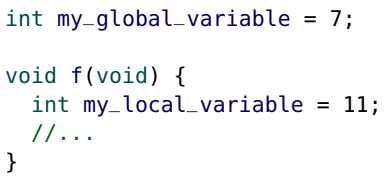 int my_global_variable = 7;

void f(void) {
  int my_local_variable = 11;
  //...
}